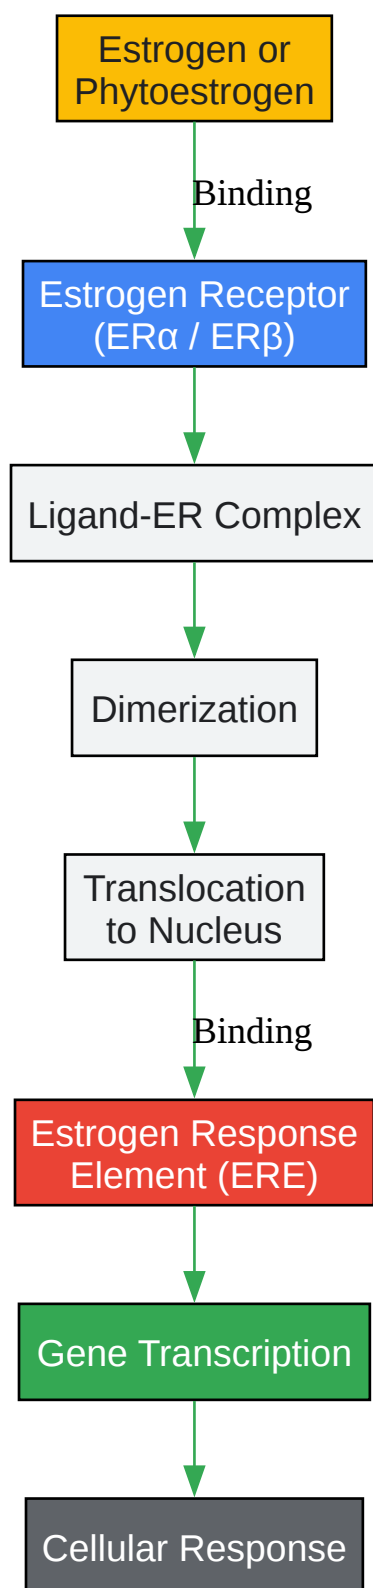 Estrogen or
Phytoestrogen
Binding
Estrogen Receptor
(ERα / ERβ)
Ligand-ER Complex
Dimerization
Translocation
to Nucleus
Binding
Estrogen Response
Element (ERE)
Gene Transcription
Cellular Response